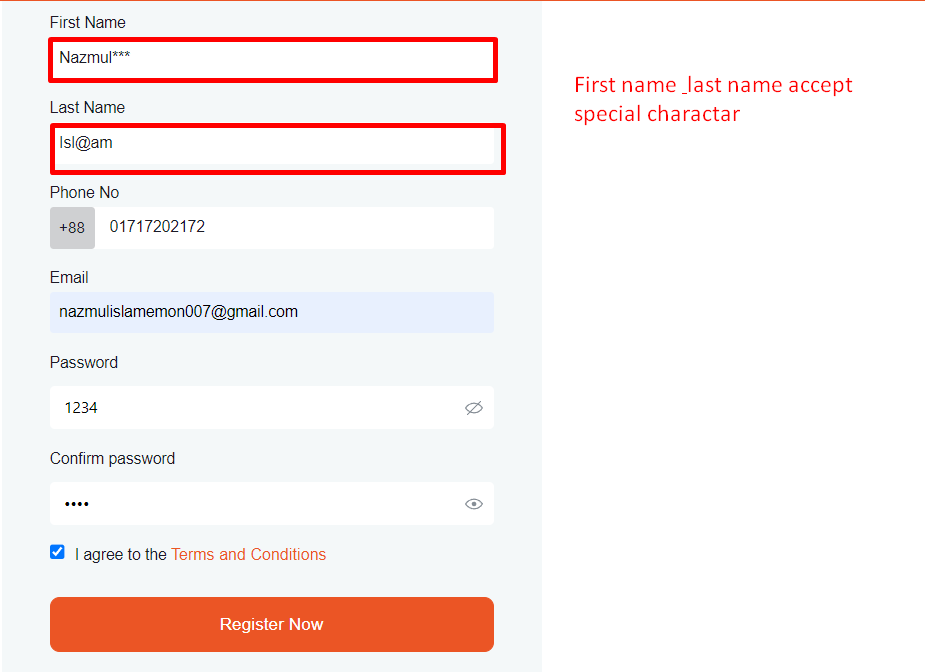 First Name
Nazmul***
Last Name
Isl@am
Phone No
+88 01717202172
Email
nazmulislamemon007@gmail.com
Password
1234
Confirm password
••••
I agree to the Terms and Conditions
Register Now
First name _last name accept
special charactar